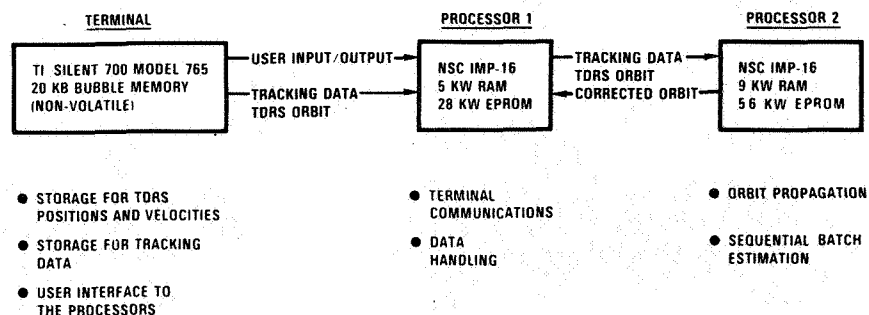 TERMINAL
TI SILENT 700 MODEL 765
20 KB BUBBLE MEMORY
(NON-VOLATILE)
USER INPUT/OUTPUT
TRACKING DATA
TDRS ORBIT
PROCESSOR 1
NSC IMP-16
5 KW RAM
28 KW EPROM
TRACKING DATA
TDRS ORBIT
CORRECTED ORBIT
PROCESSOR 2
NSC IMP-16
9 KW RAM
56 KW EPROM
● STORAGE FOR TDRS
POSITIONS AND VELOCITIES
● STORAGE FOR TRACKING
DATA
● USER INTERFACE TO
THE PROCESSORS
● TERMINAL
COMMUNICATIONS
● DATA
HANDLING
● ORBIT PROPAGATION
● SEQUENTIAL BATCH
ESTIMATION